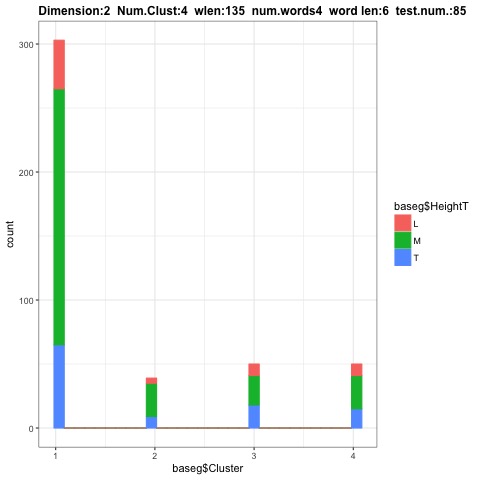 Dimension:2  Num.Clust:4  wlen:135  num.words4  word len:6  test.num.:85
300
200
100
0
count
1 2 3 4
baseg$Cluster
baseg$HeightT
L
M
T